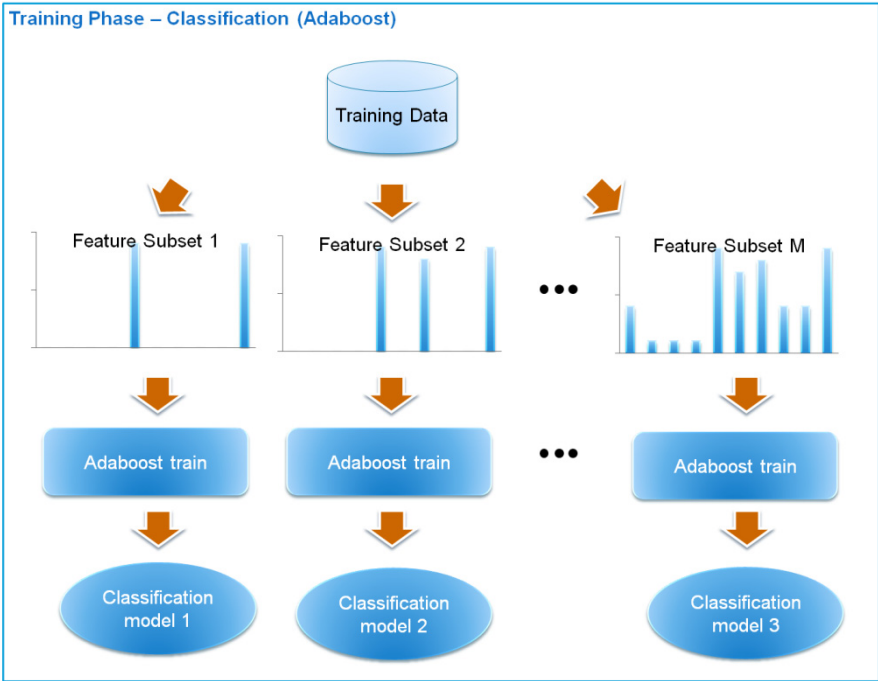 Training Phase – Classification (Adaboost)
Training Data
Feature Subset 1
Feature Subset 2
Feature Subset M
•••
Adaboost train
Adaboost train
•••
Adaboost train
Classification
model 1
Classification
model 2
Classification
model 3